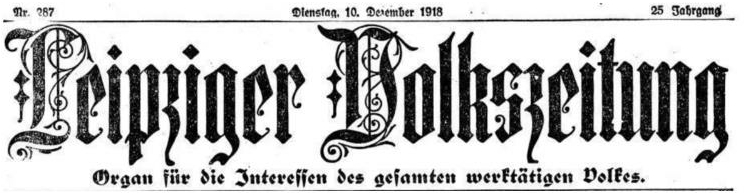 Nr. 287 Dienstag, 10. Dezember 1918 25 Jahrgang
Leipziger Volkszeitung
Organ für die Interessen des gesamten werktätigen Volkes.